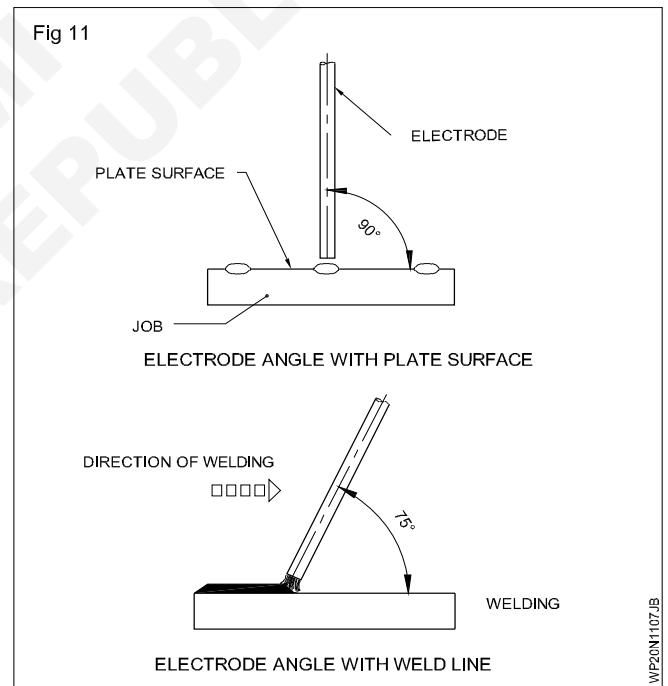 Fig 11
ELECTRODE
PLATE SURFACE
90°
JOB
ELECTRODE ANGLE WITH PLATE SURFACE
DIRECTION OF WELDING
75°
WELDING
ELECTRODE ANGLE WITH WELD LINE
WP20N1107JB